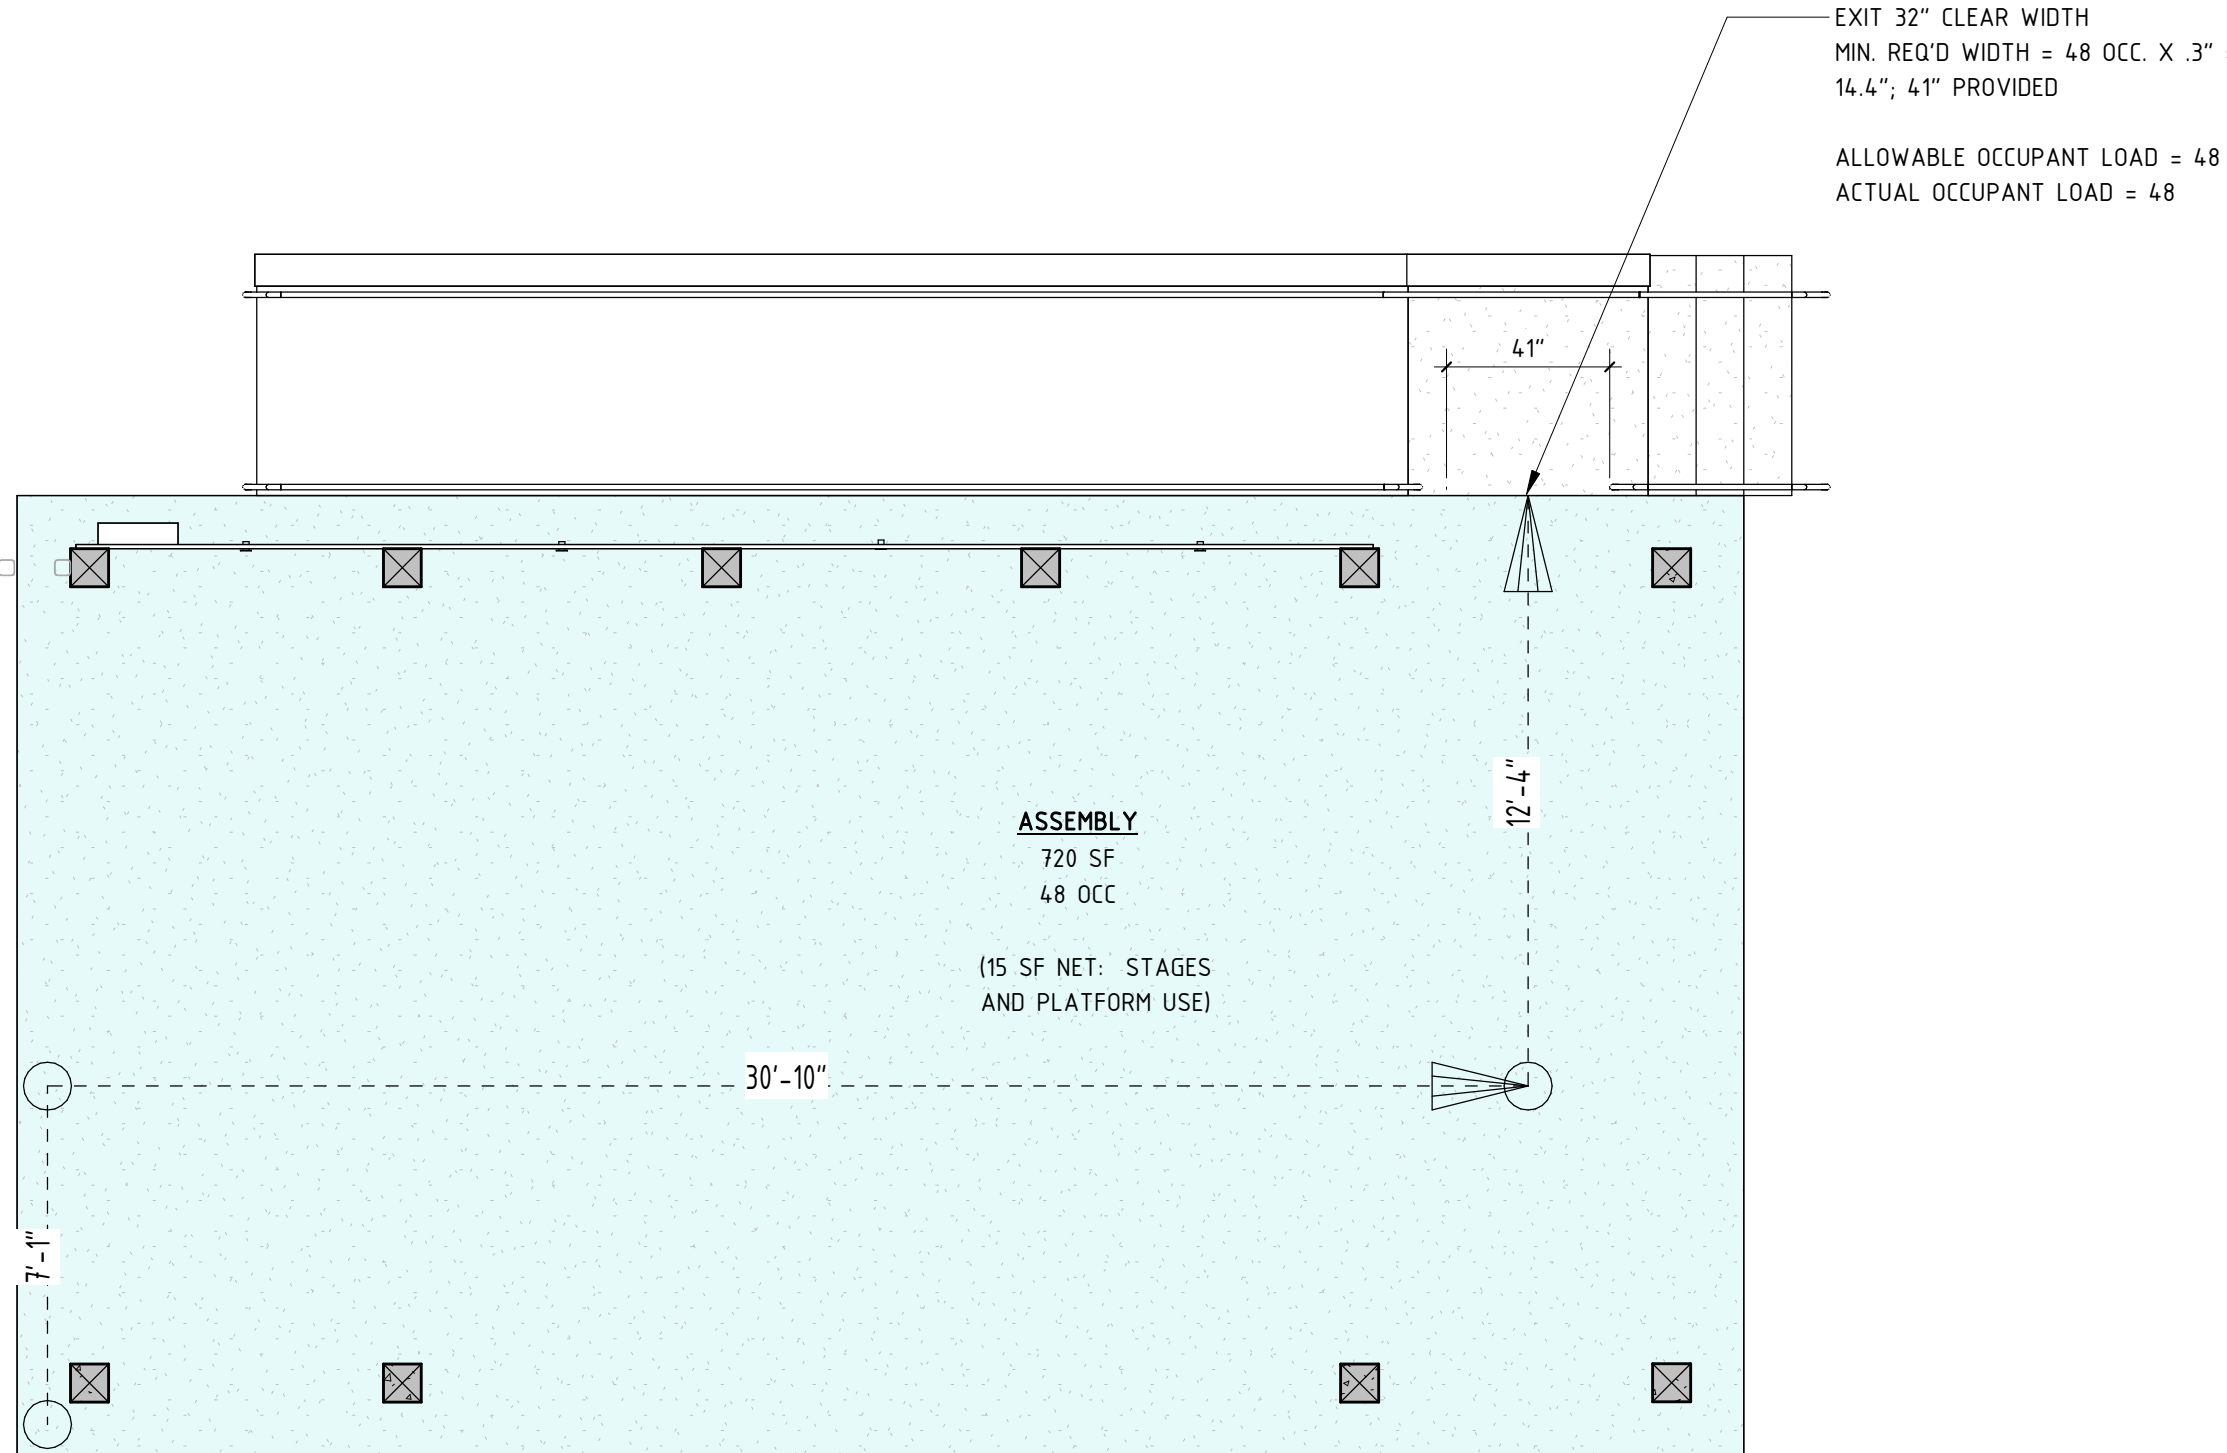 EXIT 32" CLEAR WIDTH
MIN. REQ'D WIDTH = 48 OCC. X .3"
14.4"; 41" PROVIDED
ALLOWABLE OCCUPANT LOAD = 48
ACTUAL OCCUPANT LOAD = 48
41"
12'-4"
ASSEMBLY
720 SF
48 OCC
(15 SF NET: STAGES
AND PLATFORM USE)
30'-10"
7'-1"